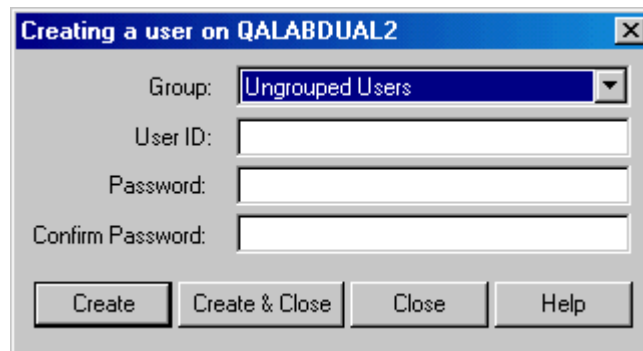 Creating a user on QALABDUAL2
Group: Ungrouped Users
User ID:
Password:
Confirm Password:
Create Create & Close Close Help